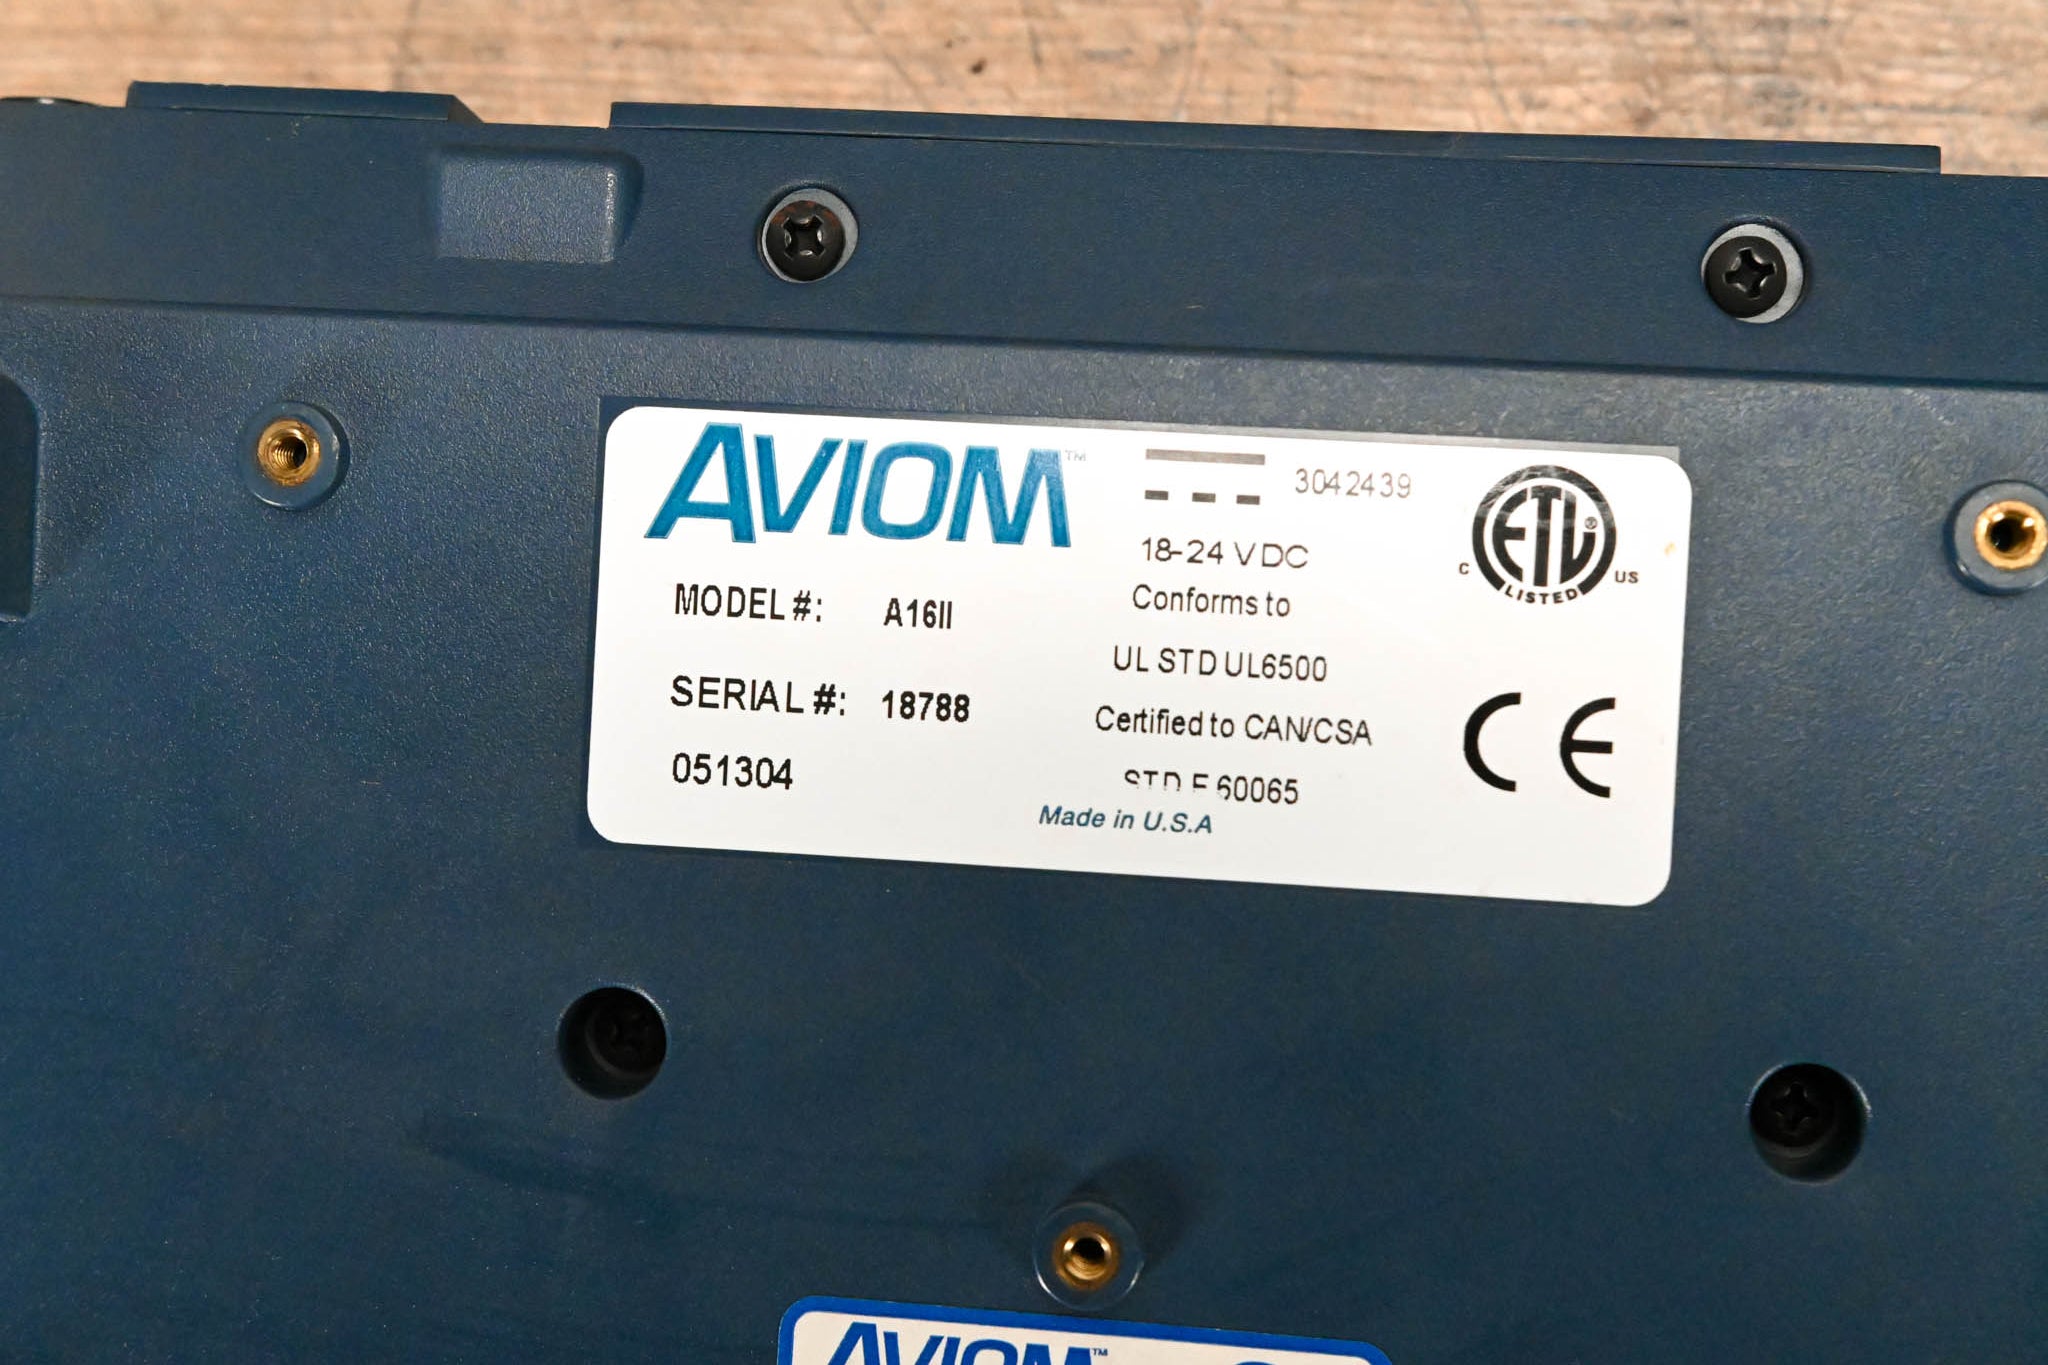 AVIOM™
MODEL#: A16II
SERIAL#: 18788
051304
3042439
18-24 VDC
Conforms to
UL STD UL6500
Certified to CAN/CSA
STD E 60065
Made in U.S.A
ETL®
LISTED
C US
CE
AVIOM™